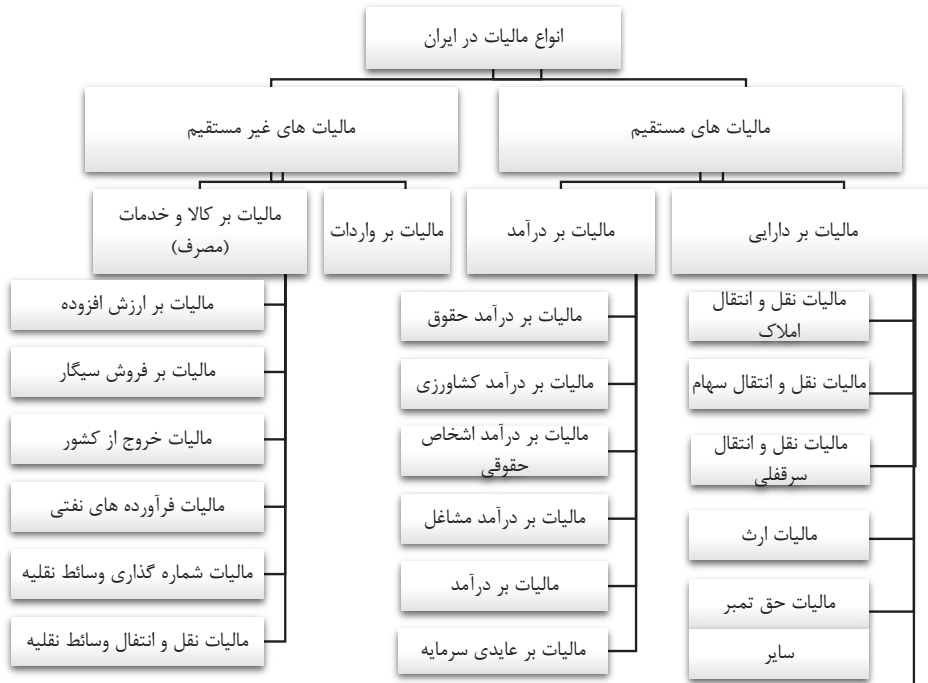 انواع مالیات در ایران
مالیات های مستقیم
مالیات های غیر مستقیم
مالیات بر دارایی
مالیات بر درآمد
مالیات بر واردات
مالیات بر کالا و خدمات
(مصرف)
مالیات نقل و انتقال
املاک
مالیات نقل و انتقال سهام
مالیات نقل و انتقال
سرقفلی
مالیات ارث
مالیات حق تمبر
سایر
مالیات بر درآمد حقوق
مالیات بر درآمد کشاورزی
مالیات بر درآمد اشخاص
حقوقی
مالیات بر درآمد مشاغل
مالیات بر درآمد
مالیات بر عایدی سرمایه
مالیات بر ارزش افزوده
مالیات بر فروش سیگار
مالیات خروج از کشور
مالیات فرآورده های نفتی
مالیات شماره گذاری وسائط نقلیه
مالیات نقل و انتفال وسائط نقلیه